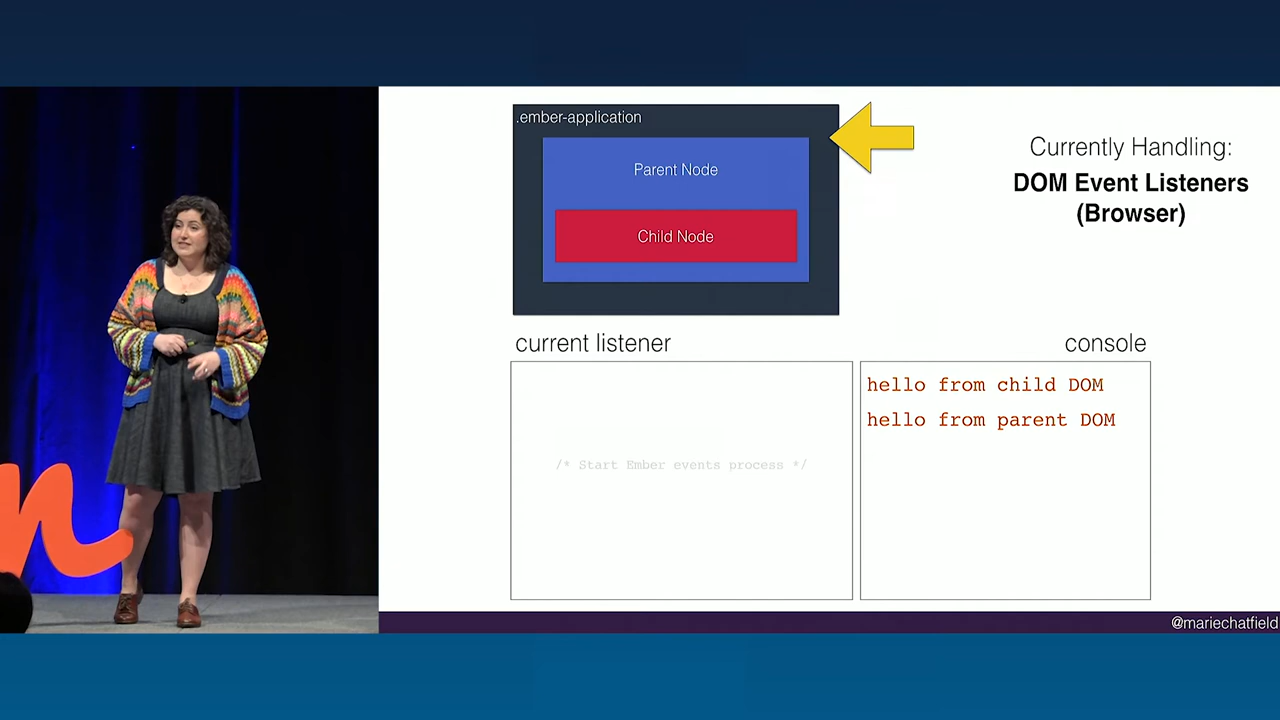 .ember-application
Parent Node
Child Node
Currently Handling:
DOM Event Listeners
(Browser)
current listener
console
/* Start Ember events process */
hello from child DOM
hello from parent DOM
@mariechatfield